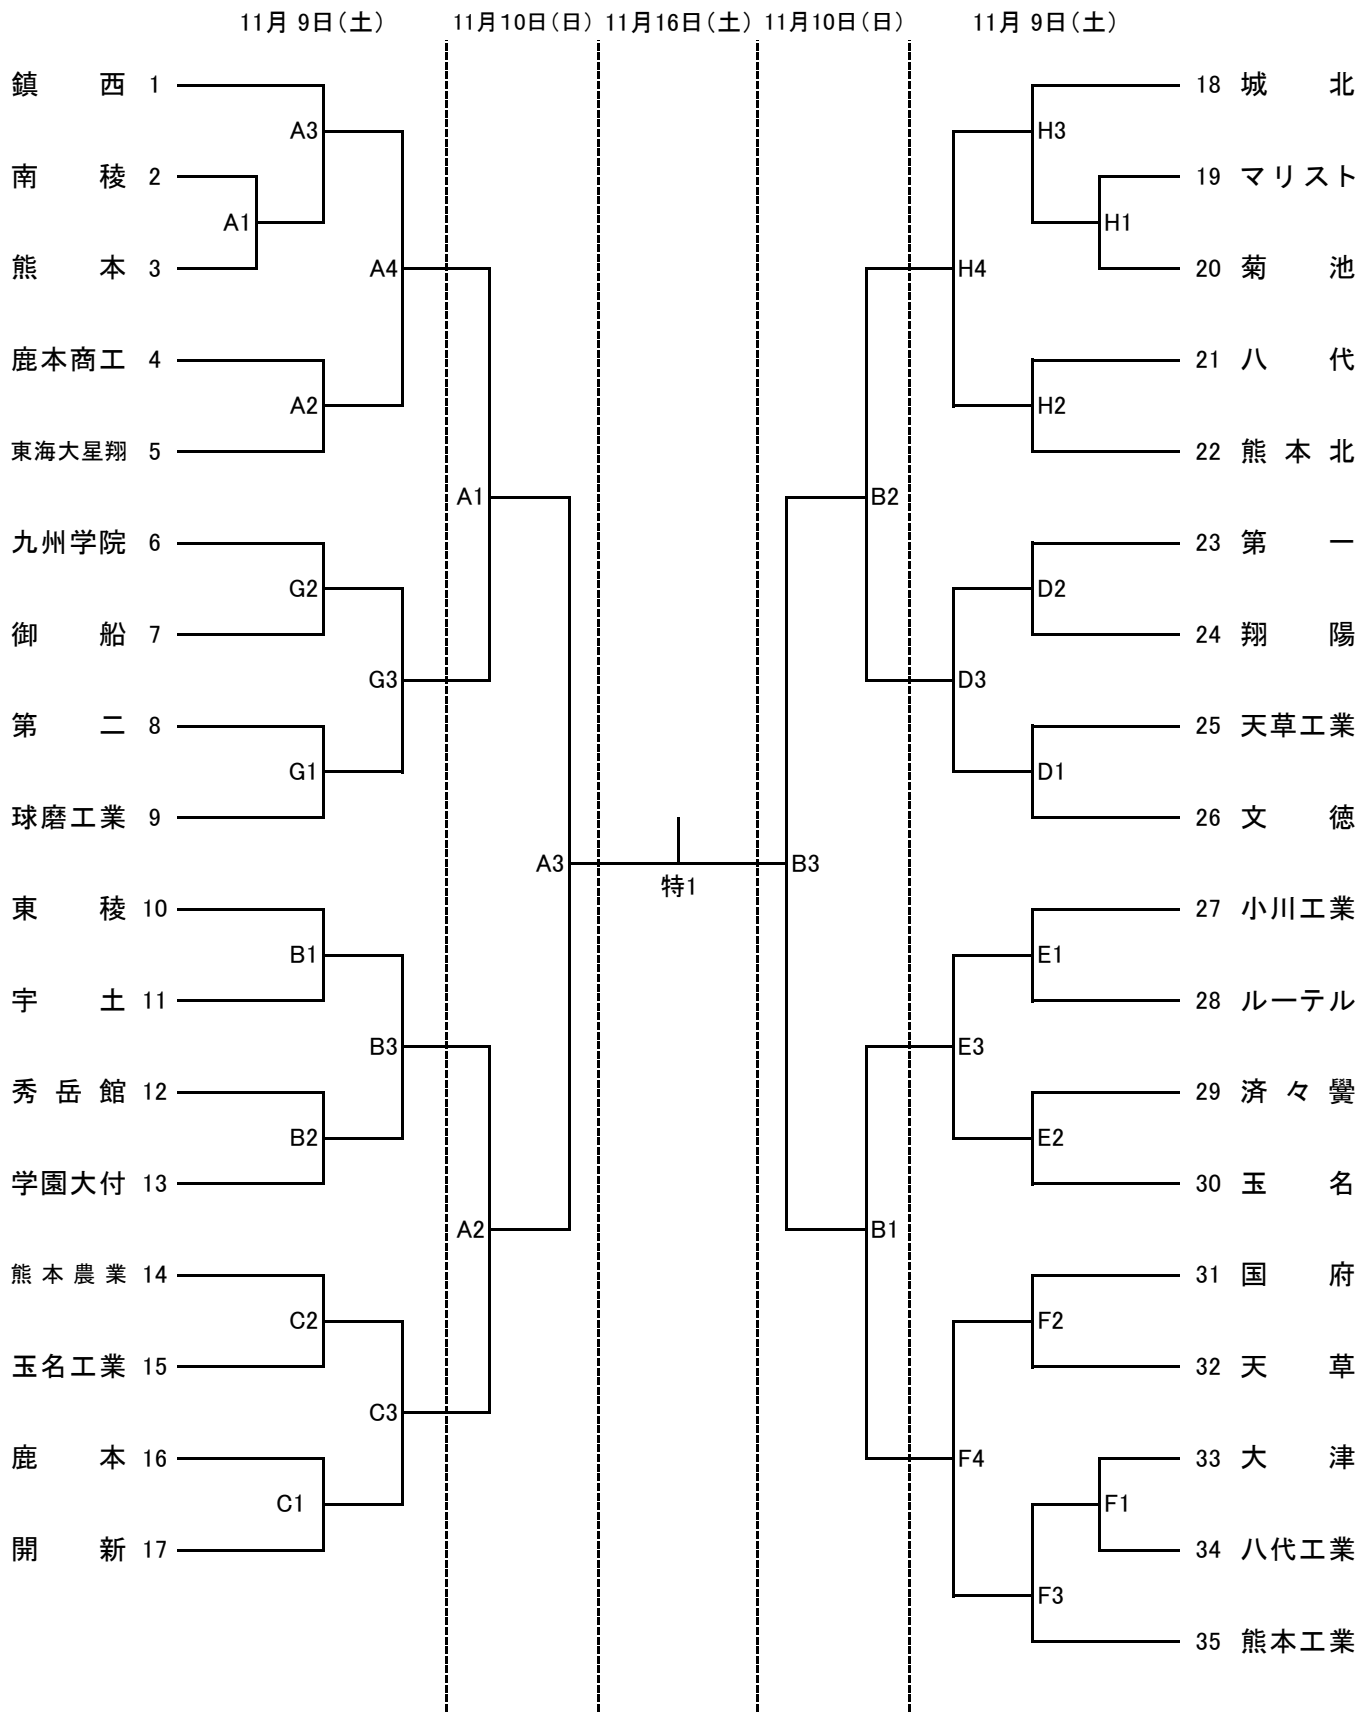 11月 9日（土） 11月10日（日） 11月16日（土） 11月10日（日） 11月 9日（土）
鎮西 1
南稜 2
熊本 3
鹿本商工 4
東海大星翔 5
九州学院 6
御船 7
第二 8
球磨工業 9
東稜 10
宇土 11
秀岳館 12
学園大付 13
熊本農業 14
玉名工業 15
鹿本 16
開新 17
A3
A1
A4
A2
G2
G3
G1
B1
B3
B2
C2
C3
C1
A1
A2
A3
特1
B3
B2
B1
H3
H1
H4
H2
D2
D3
D1
E1
E3
E2
F2
F4
F1
F3
18 城北
19 マリスト
20 菊池
21 八代
22 熊本北
23 第一
24 翔陽
25 天草工業
26 文徳
27 小川工業
28 ルーテル
29 済々黌
30 玉名
31 国府
32 天草
33 大津
34 八代工業
35 熊本工業